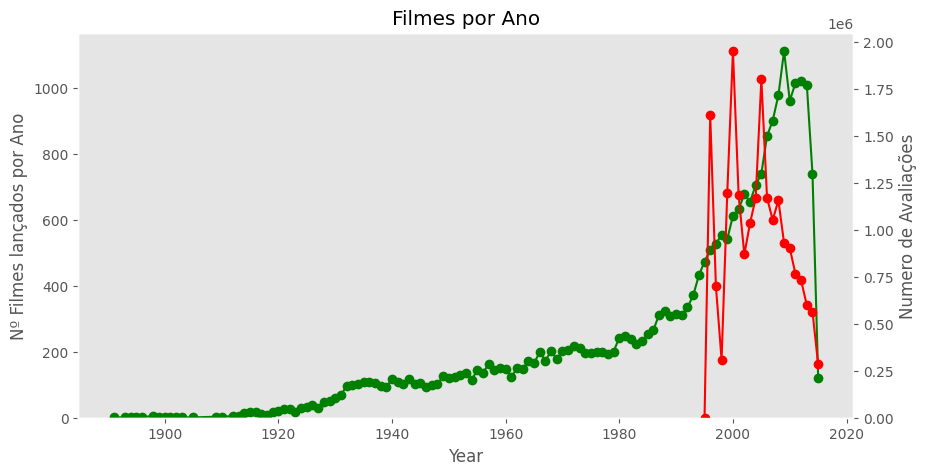 Filmes por Ano
1e6
Nº Filmes lançados por Ano
1000
800
600
400
200
0
2.00
1.75
1.50
1.25
1.00
0.75
0.50
0.25
0.00
Numero de Avaliações
1900 1920 1940 1960 1980 2000 2020
Year